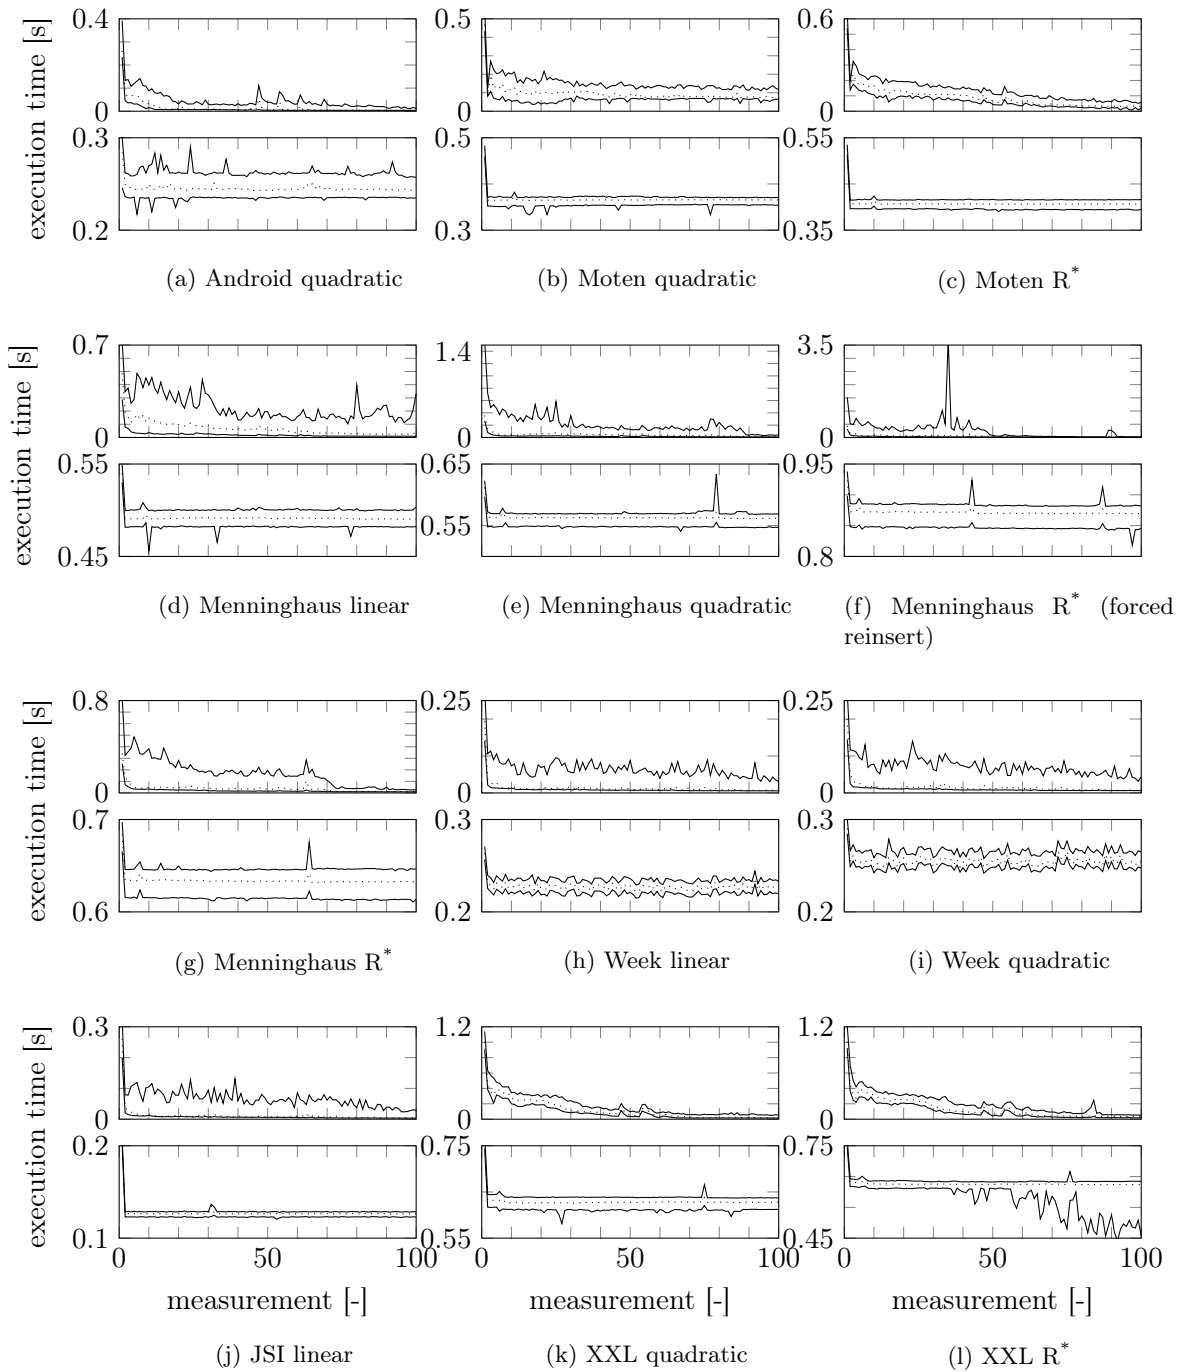 execution time [s]
0.4
0
0.5
0
0.6
0
0.3
0.2
0.5
0.3
0.55
0.35
(a) Android quadratic
(b) Moten quadratic
(c) Moten R*
execution time [s]
0.7
0
1.4
0
3.5
0
0.55
0.45
0.65
0.55
0.95
0.8
(d) Menninghaus linear
(e) Menninghaus quadratic
(f) Menninghaus R* (forced
reinsert)
execution time [s]
0.8
0
0.25
0
0.25
0
0.7
0.6
0.3
0.2
0.3
0.2
(g) Menninghaus R*
(h) Week linear
(i) Week quadratic
execution time [s]
0.3
0
1.2
0
1.2
0
0.2
0.1
0.75
0.55
0.75
0.45
0 50 100
0 50 100
0 50 100
measurement [-]
measurement [-]
measurement [-]
(j) JSI linear
(k) XXL quadratic
(l) XXL R*